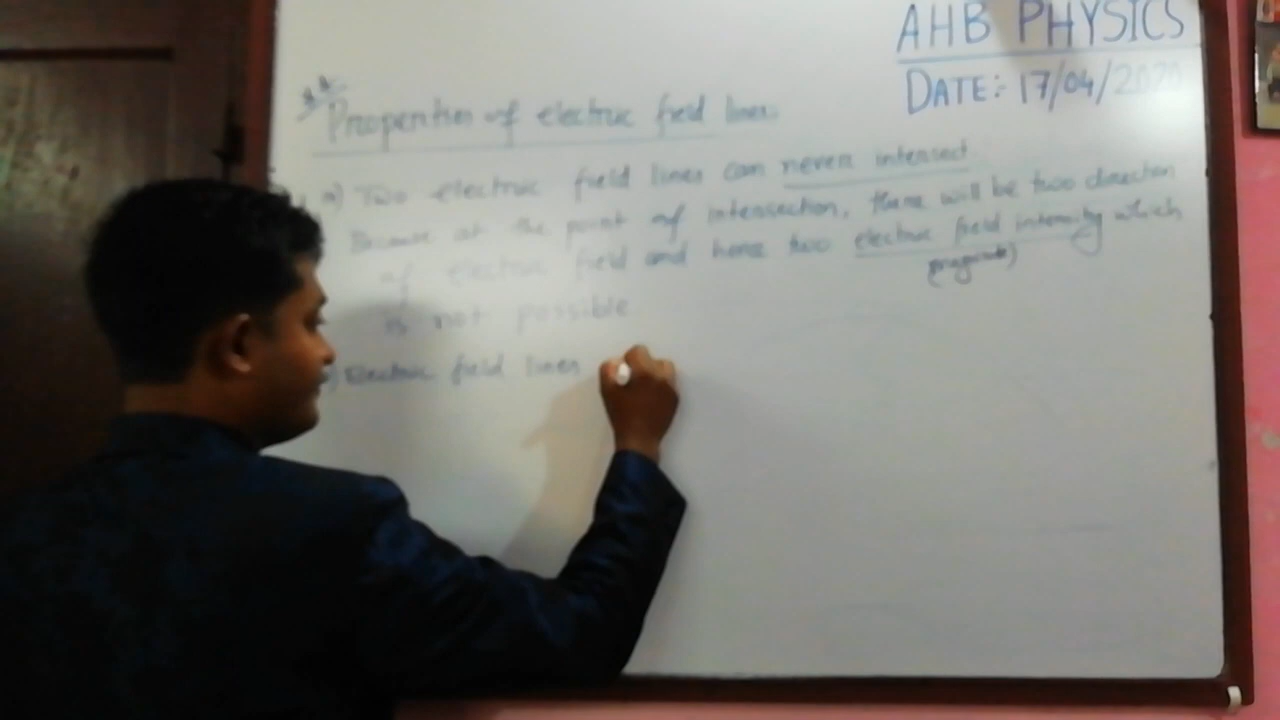 AHB PHYSICS
DATE:- 17/04/2020
** Properties of electric field lines
a) Two electric field lines can never intersect
Because at the point of intersection, there will be two direction
of electric field and hence two electric field intensity which
is not possible
) Electric field lines